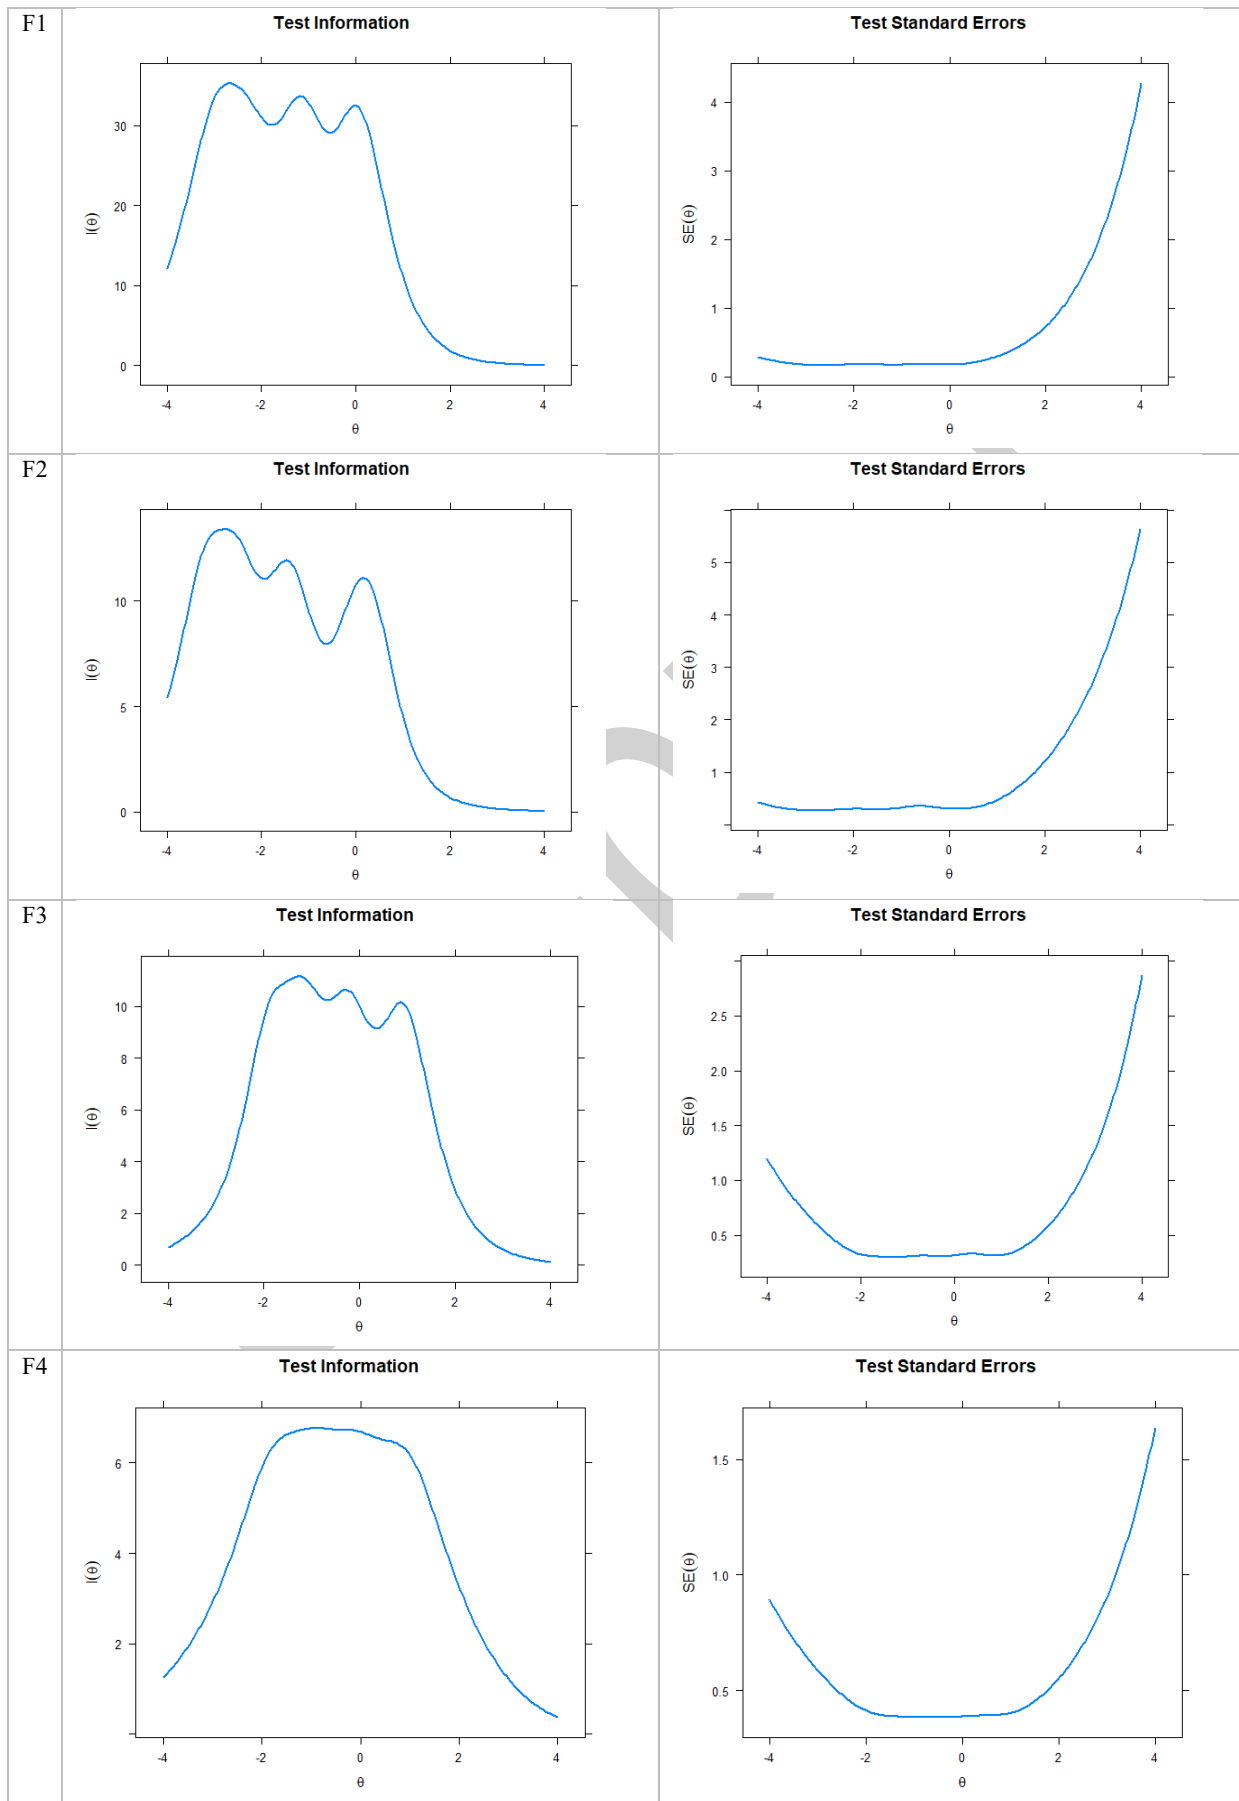 F1
Test Information
Test Standard Errors
30
20
10
0
I(θ)
-4 -2 0 2 4
θ
4
3
2
1
0
SE(θ)
-4 -2 0 2 4
θ
F2
Test Information
Test Standard Errors
10
5
0
I(θ)
-4 -2 0 2 4
θ
5
4
3
2
1
SE(θ)
-4 -2 0 2 4
θ
F3
Test Information
Test Standard Errors
10
8
6
4
2
0
I(θ)
-4 -2 0 2 4
θ
2.5
2.0
1.5
1.0
0.5
SE(θ)
-4 -2 0 2 4
θ
F4
Test Information
Test Standard Errors
6
4
2
I(θ)
-4 -2 0 2 4
θ
1.5
1.0
0.5
SE(θ)
-4 -2 0 2 4
θ